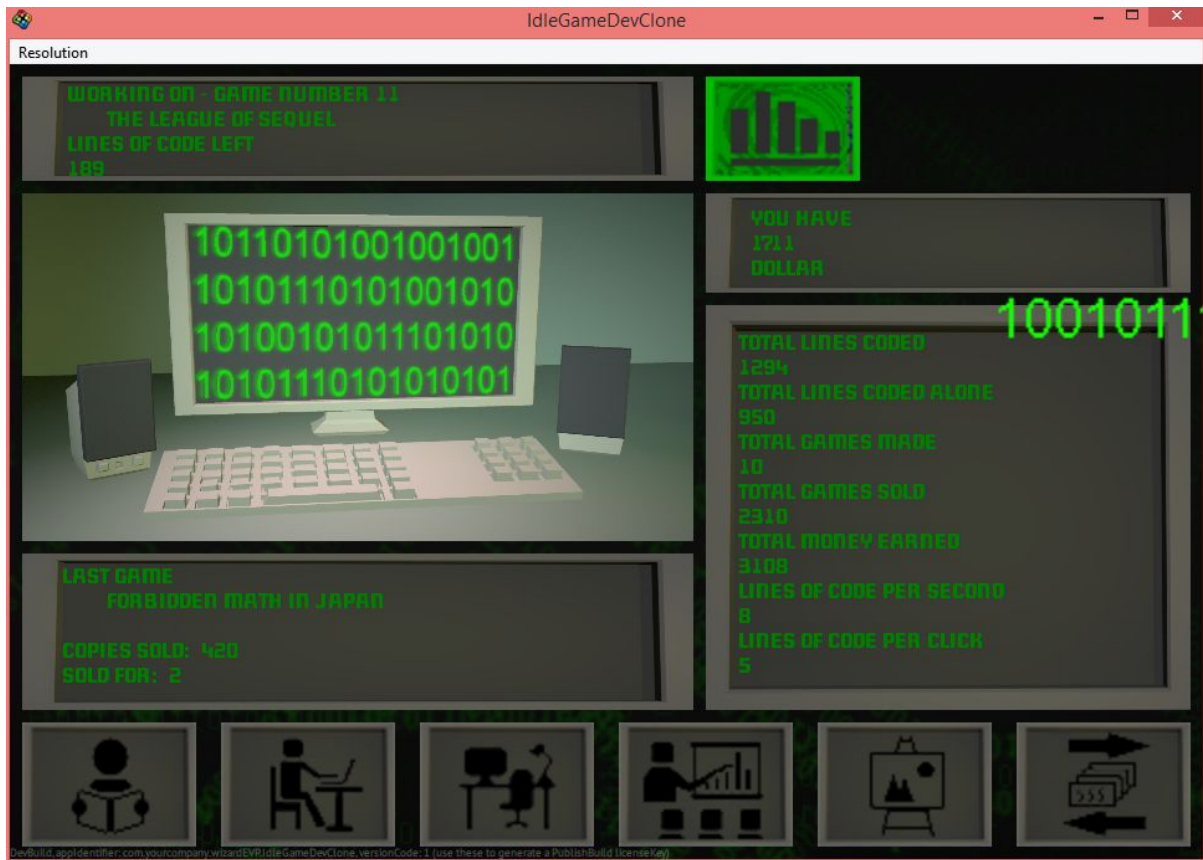 IdleGameDevClone
Resolution
WORKING ON - GAME NUMBER 11
THE LEAGUE OF SEQUEL
LINES OF CODE LEFT
189
10110101001001001
10101110101001010
10100101011101010
10101110101010101
YOU HAVE
1711
DOLLAR
10010111
TOTAL LINES CODED
1294
TOTAL LINES CODED ALONE
950
TOTAL GAMES MADE
10
TOTAL GAMES SOLD
2310
TOTAL MONEY EARNED
3108
LINES OF CODE PER SECOND
8
LINES OF CODE PER CLICK
5
LAST GAME
FORBIDDEN MATH IN JAPAN
COPIES SOLD: 420
SOLD FOR: 2
$$$
DevBuild, appIdentifier: com.yourcompany.wizardEVP.IdleGameDevClone, versionCode: 1 (use these to generate a PublishBuild licenseKey)